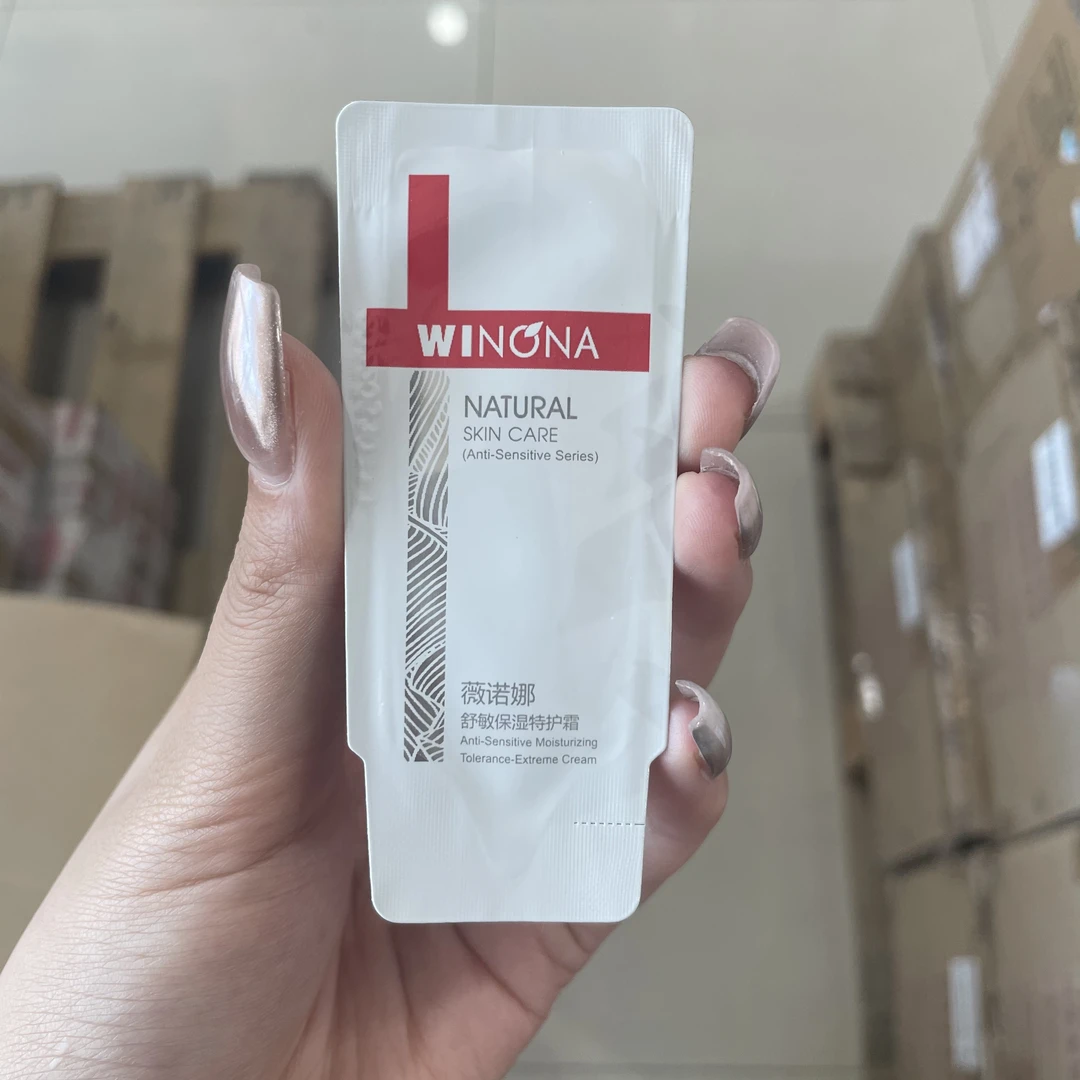 WINONA
NATURAL
SKIN CARE
(Anti-Sensitive Series)
薇诺娜
舒敏保湿特护霜
Anti-Sensitive Moisturizing
Tolerance-Extreme Cream